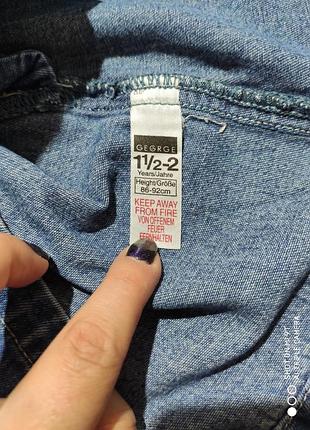 GEORGE
1½-2
Years/Jahre
Height/Größe
86-92cm
KEEP AWAY
FROM FIRE
VON OFFENEM
FEUER
FERNHALTEN